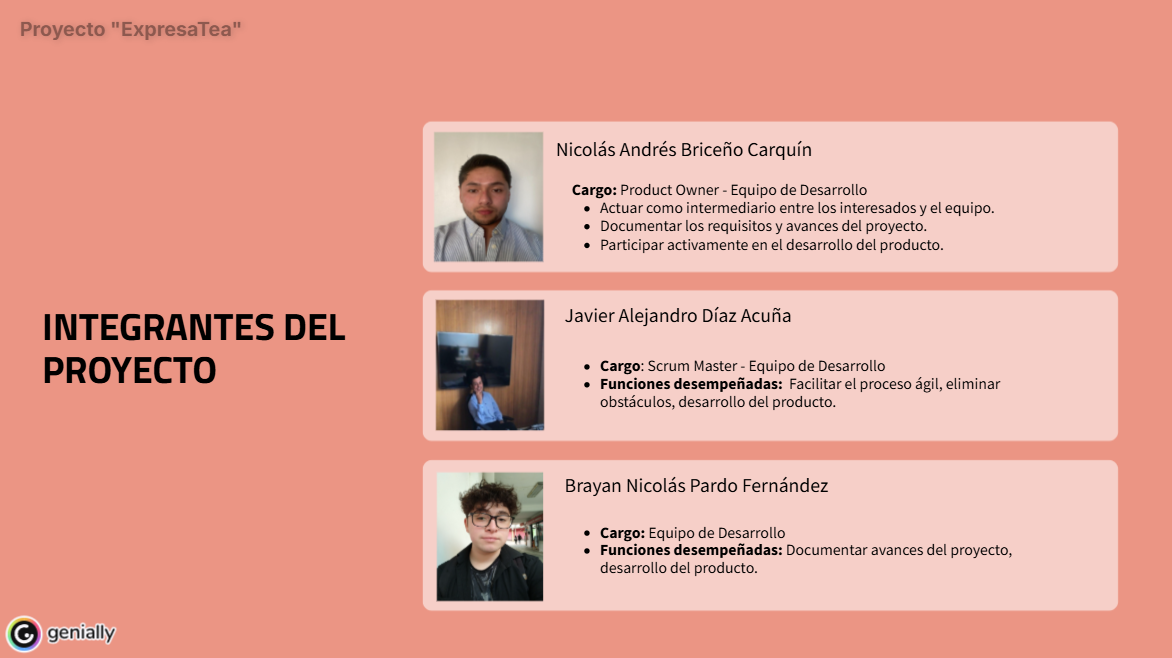 Proyecto "ExpresaTea"
INTEGRANTES DEL
PROYECTO
Nicolás Andrés Briceño Carquín
Cargo: Product Owner - Equipo de Desarrollo
• Actuar como intermediario entre los interesados y el equipo.
• Documentar los requisitos y avances del proyecto.
• Participar activamente en el desarrollo del producto.
Javier Alejandro Díaz Acuña
• Cargo: Scrum Master - Equipo de Desarrollo
• Funciones desempeñadas: Facilitar el proceso ágil, eliminar
obstáculos, desarrollo del producto.
Brayan Nicolás Pardo Fernández
• Cargo: Equipo de Desarrollo
• Funciones desempeñadas: Documentar avances del proyecto,
desarrollo del producto.
genially